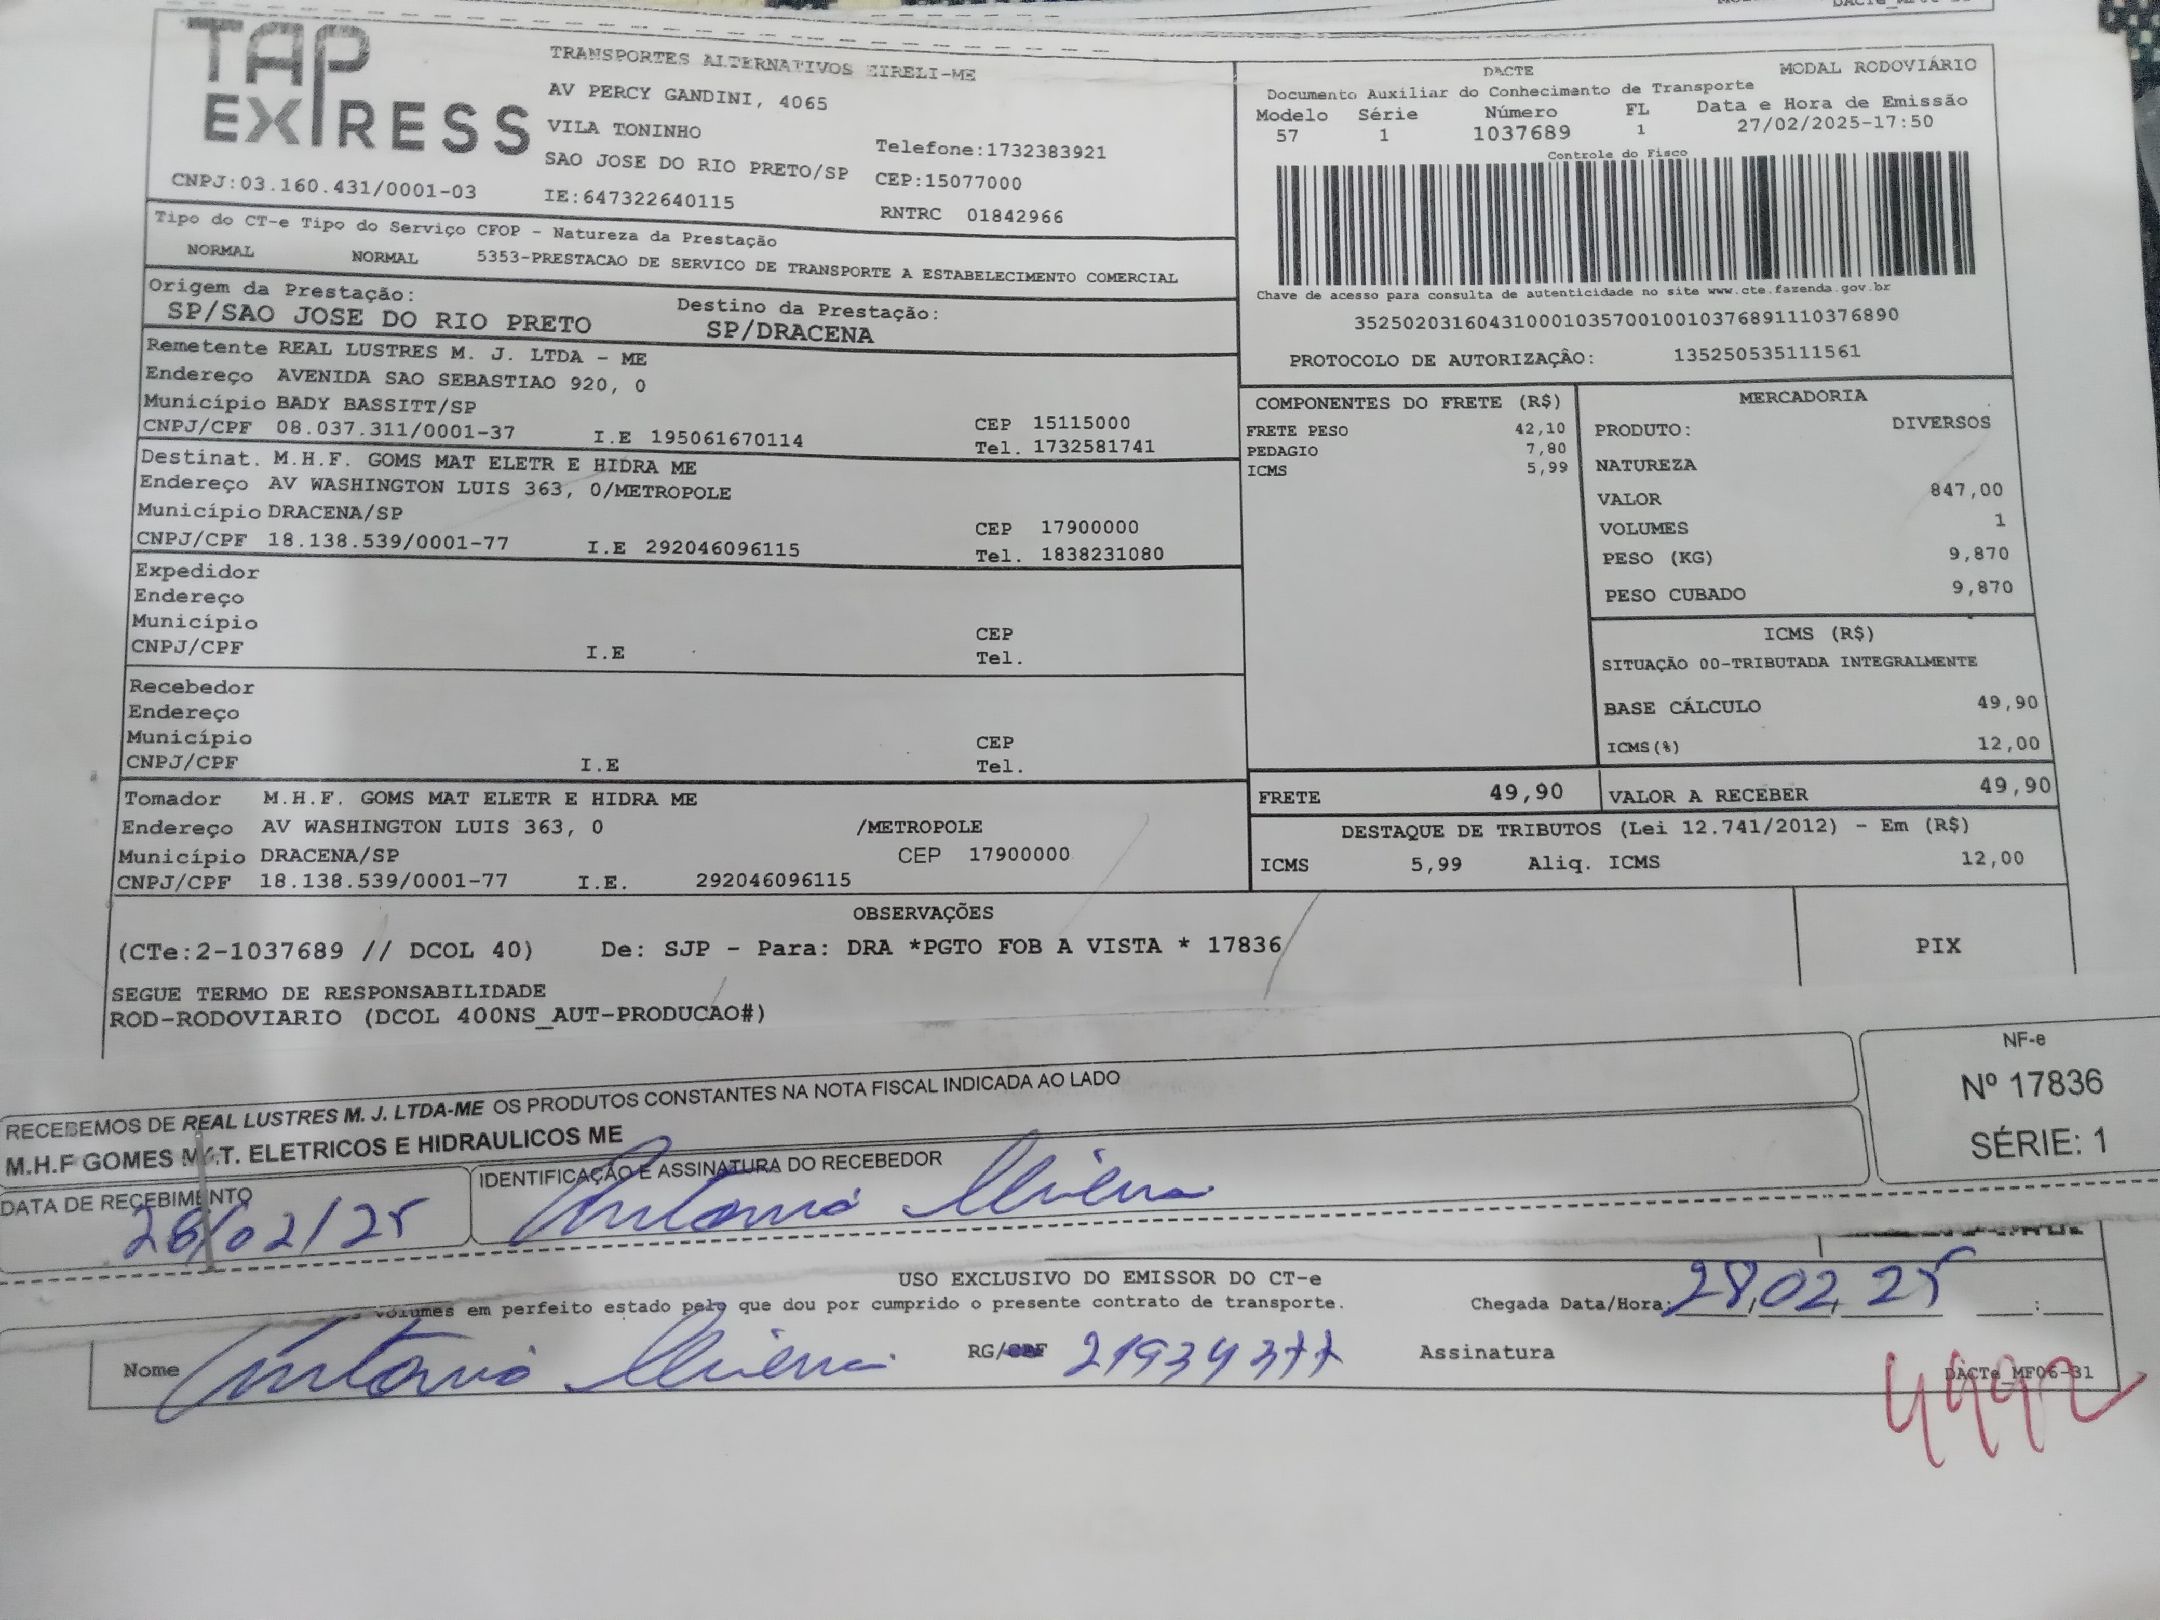 TAP EXPRESS
TRANSPORTES ALTERNATIVOS EIRELI-ME
AV PERCY GANDINI, 4065
VILA TONINHO
SAO JOSE DO RIO PRETO/SP
Telefone:1732383921
CEP:15077000
CNPJ:03.160.431/0001-03
IE:647322640115
RNTRC 01842966
DACTE
MODAL RODOVIÁRIO
Documento Auxiliar do Conhecimento de Transporte
Modelo Série Número FL Data e Hora de Emissão
57 1 1037689 1 27/02/2025-17:50
Controle do Fisco
Chave de acesso para consulta de autenticidade no site www.cte.fazenda.gov.br
35250203160431000103570010010376891110376890
PROTOCOLO DE AUTORIZAÇÃO: 135250535111561
Tipo do CT-e Tipo do Serviço CFOP - Natureza da Prestação
NORMAL NORMAL 5353-PRESTACAO DE SERVICO DE TRANSPORTE A ESTABELECIMENTO COMERCIAL
Origem da Prestação: Destino da Prestação:
SP/SAO JOSE DO RIO PRETO SP/DRACENA
Remetente REAL LUSTRES M. J. LTDA - ME
Endereço AVENIDA SAO SEBASTIAO 920, 0
Município BADY BASSITT/SP CEP 15115000
CNPJ/CPF 08.037.311/0001-37 I.E 195061670114 Tel. 1732581741
Destinat. M.H.F. GOMS MAT ELETR E HIDRA ME
Endereço AV WASHINGTON LUIS 363, 0/METROPOLE
Município DRACENA/SP CEP 17900000
CNPJ/CPF 18.138.539/0001-77 I.E 292046096115 Tel. 1838231080
Expedidor
Endereço
Município CEP
CNPJ/CPF I.E Tel.
Recebedor
Endereço
Município CEP
CNPJ/CPF I.E Tel.
Tomador M.H.F. GOMS MAT ELETR E HIDRA ME
Endereço AV WASHINGTON LUIS 363, 0 /METROPOLE
Município DRACENA/SP CEP 17900000
CNPJ/CPF 18.138.539/0001-77 I.E. 292046096115
COMPONENTES DO FRETE (R$)
FRETE PESO 42,10
PEDAGIO 7,80
ICMS 5,99
MERCADORIA
PRODUTO: DIVERSOS
NATUREZA
VALOR 847,00
VOLUMES 1
PESO (KG) 9,870
PESO CUBADO 9,870
ICMS (R$)
SITUAÇÃO 00-TRIBUTADA INTEGRALMENTE
BASE CÁLCULO 49,90
ICMS(%) 12,00
FRETE 49,90 VALOR A RECEBER 49,90
DESTAQUE DE TRIBUTOS (Lei 12.741/2012) - Em (R$)
ICMS 5,99 Aliq. ICMS 12,00
OBSERVAÇÕES
(CTe:2-1037689 // DCOL 40) De: SJP - Para: DRA *PGTO FOB A VISTA * 17836
PIX
SEGUE TERMO DE RESPONSABILIDADE
ROD-RODOVIARIO (DCOL 400NS_AUT-PRODUCAO#)
RECEBEMOS DE REAL LUSTRES M. J. LTDA-ME OS PRODUTOS CONSTANTES NA NOTA FISCAL INDICADA AO LADO
M.H.F GOMES MAT. ELETRICOS E HIDRAULICOS ME
NF-e
Nº 17836
SÉRIE: 1
DATA DE RECEBIMENTO
28/02/25
IDENTIFICAÇÃO E ASSINATURA DO RECEBEDOR
USO EXCLUSIVO DO EMISSOR DO CT-e
volumes em perfeito estado pelo que dou por cumprido o presente contrato de transporte.
Chegada Data/Hora: 28/02/25 :
Nome RG/CPF 21934377 Assinatura
DACTe_MF06-31